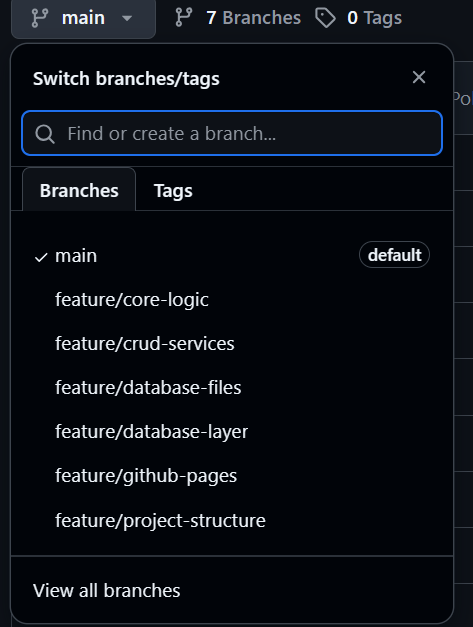 main 7 Branches 0 Tags
Switch branches/tags
Find or create a branch...
Branches Tags
main default
feature/core-logic
feature/crud-services
feature/database-files
feature/database-layer
feature/github-pages
feature/project-structure
View all branches